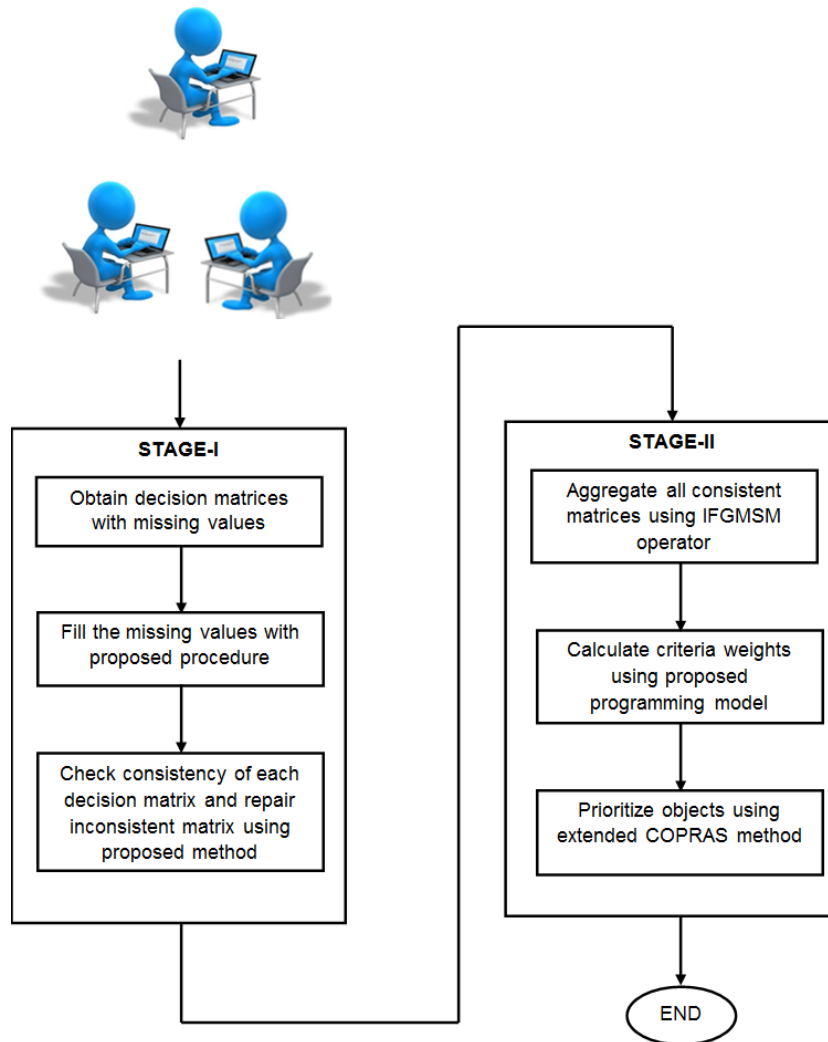 STAGE-I
Obtain decision matrices
with missing values
Fill the missing values with
proposed procedure
Check consistency of each
decision matrix and repair
inconsistent matrix using
proposed method
STAGE-II
Aggregate all consistent
matrices using IFGMSM
operator
Calculate criteria weights
using proposed
programming model
Prioritize objects using
extended COPRAS method
END